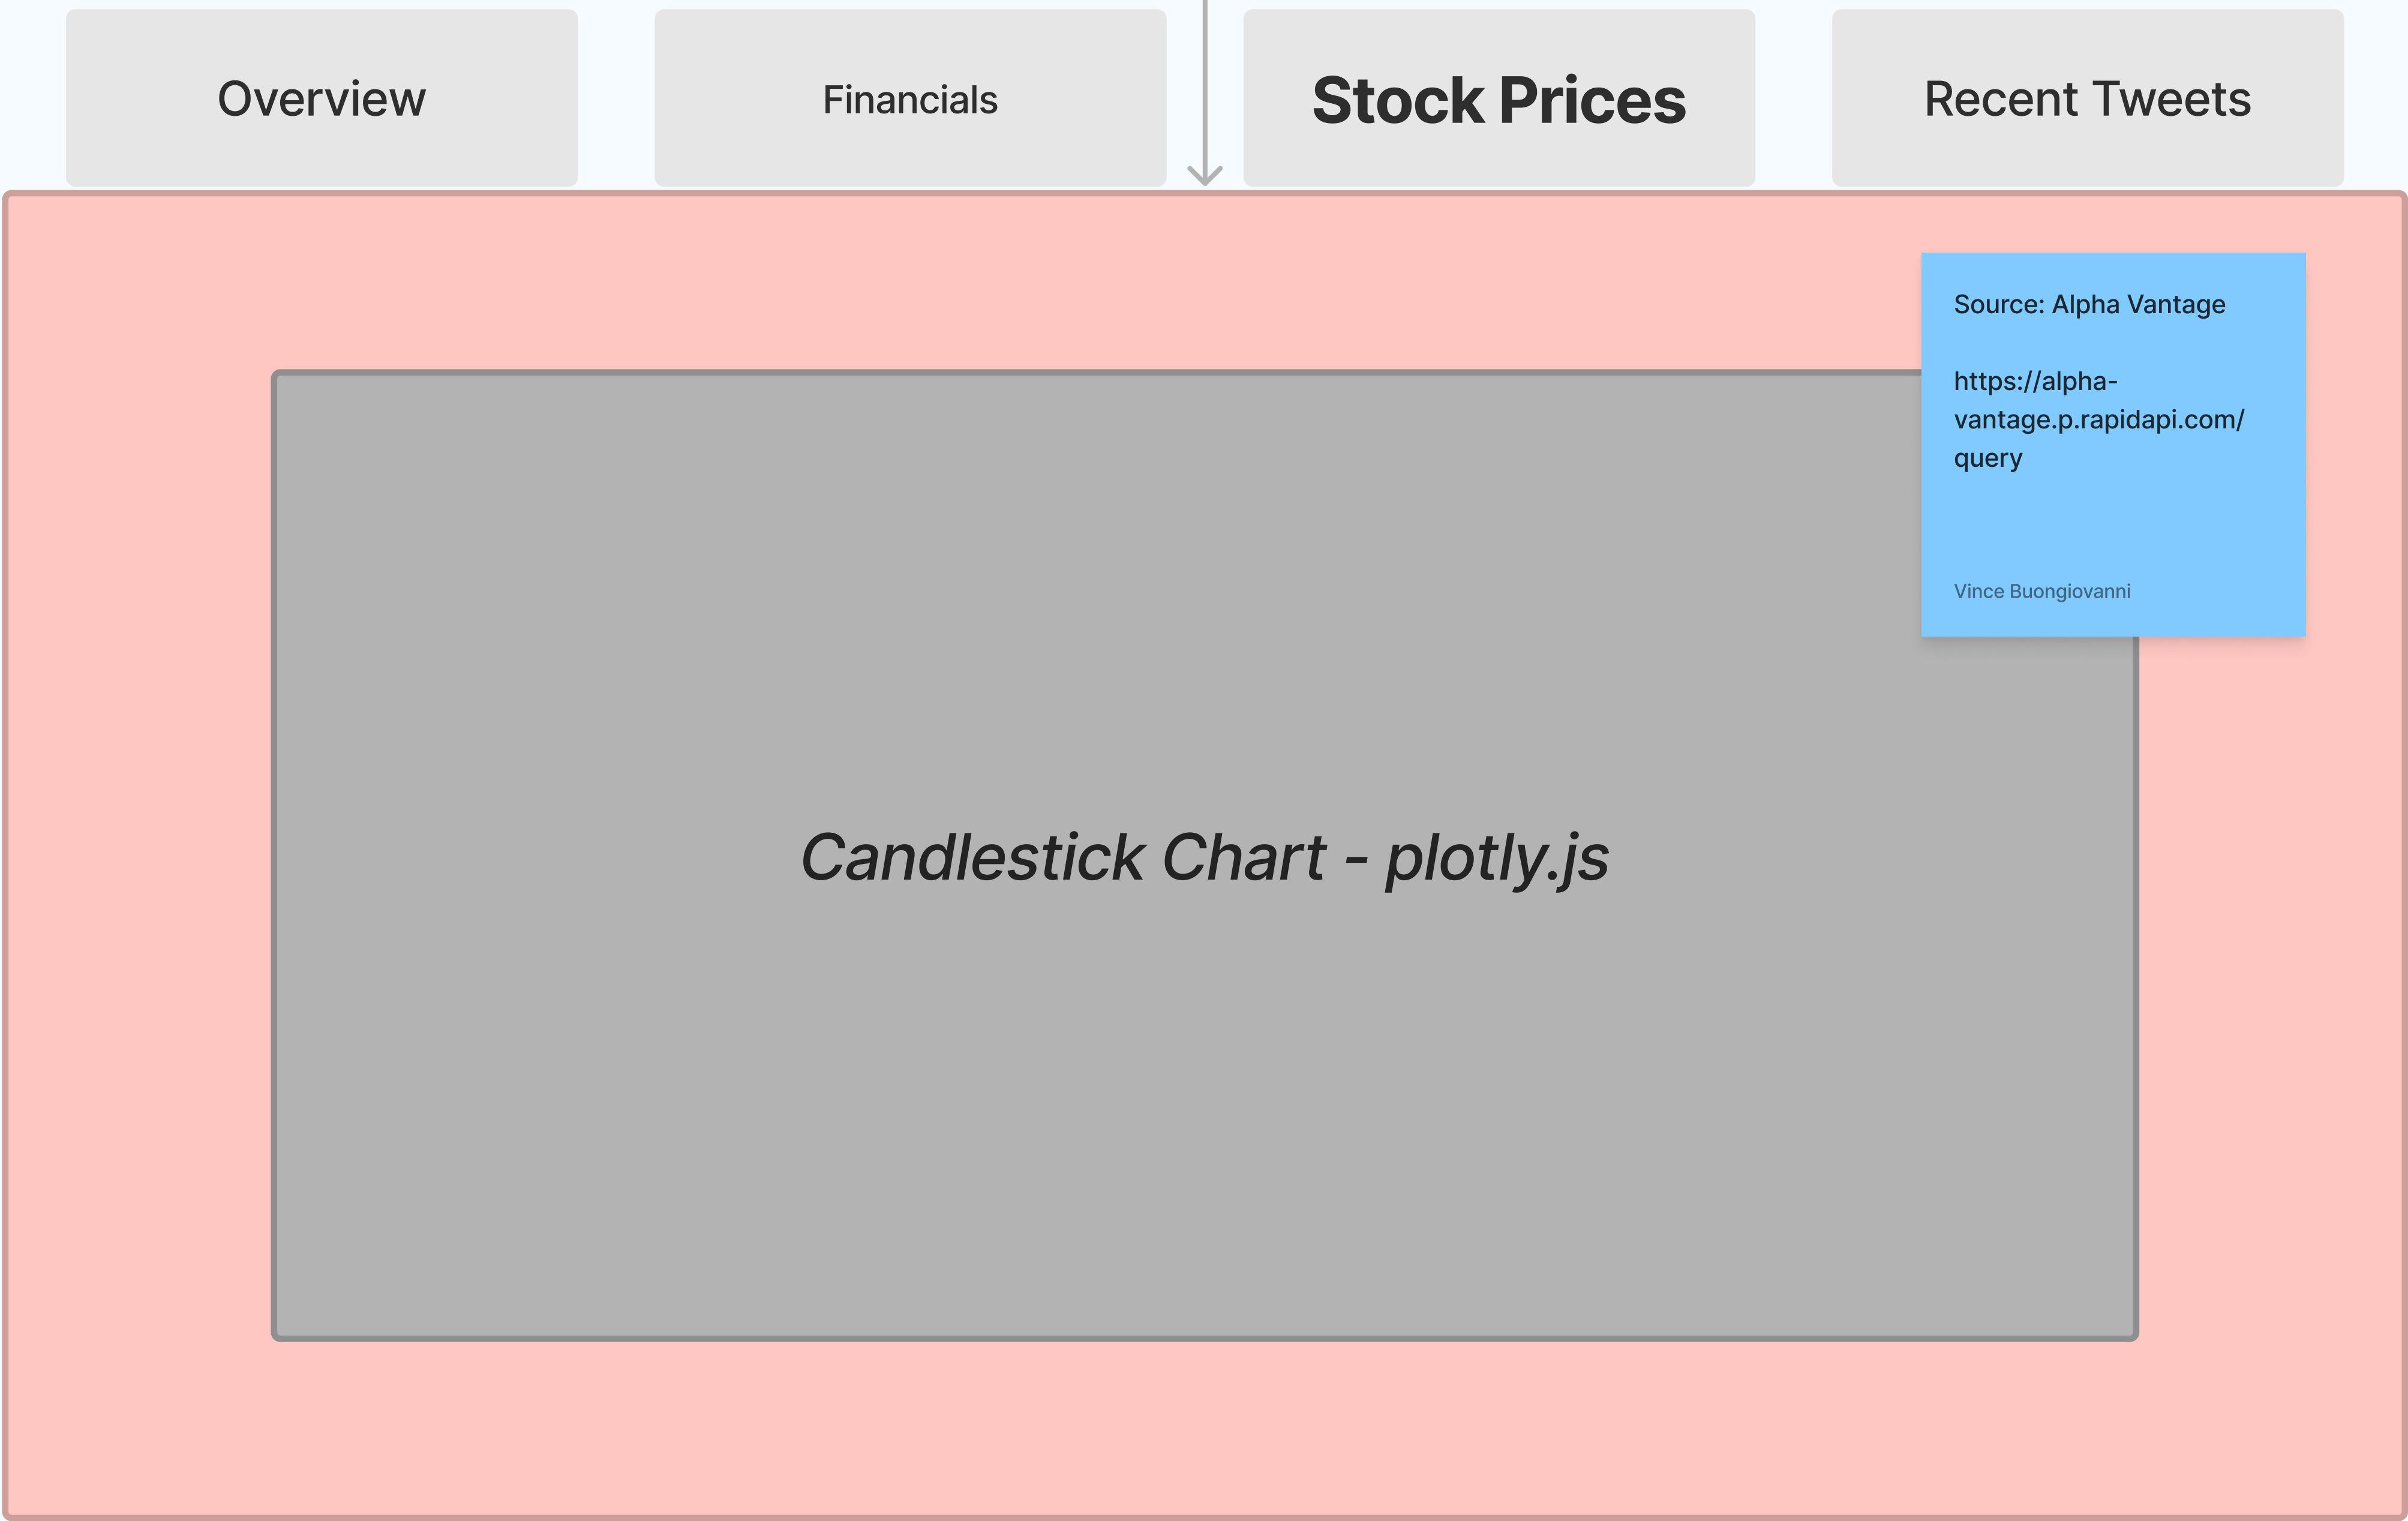 Overview
Financials
Stock Prices
Recent Tweets
Source: Alpha Vantage
https://alpha-
vantage.p.rapidapi.com/
query
Vince Buongiovanni
Candlestick Chart - plotly.js